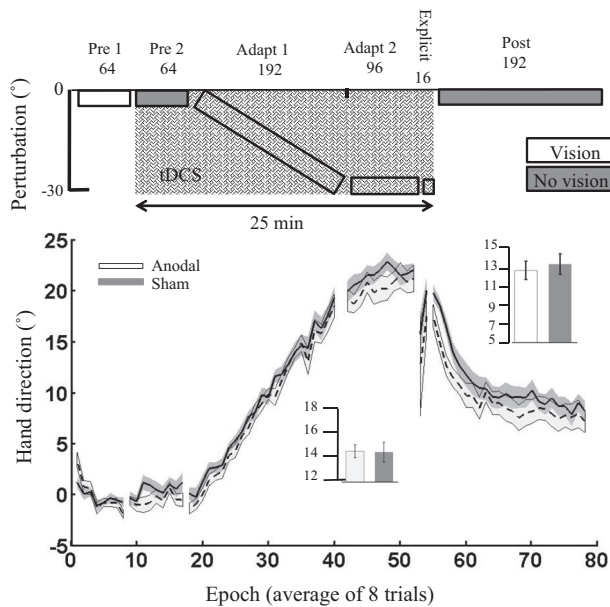 Pre 1 Pre 2 Adapt 1 Adapt 2 Explicit Post
64 64 192 96 16 192
Perturbation (°)
0
-30
tDCS
25 min
Vision
No vision
Hand direction (°)
25
20
15
10
5
0
-5
Anodal
Sham
15
13
11
9
7
5
18
16
14
12
0 10 20 30 40 50 60 70 80
Epoch (average of 8 trials)